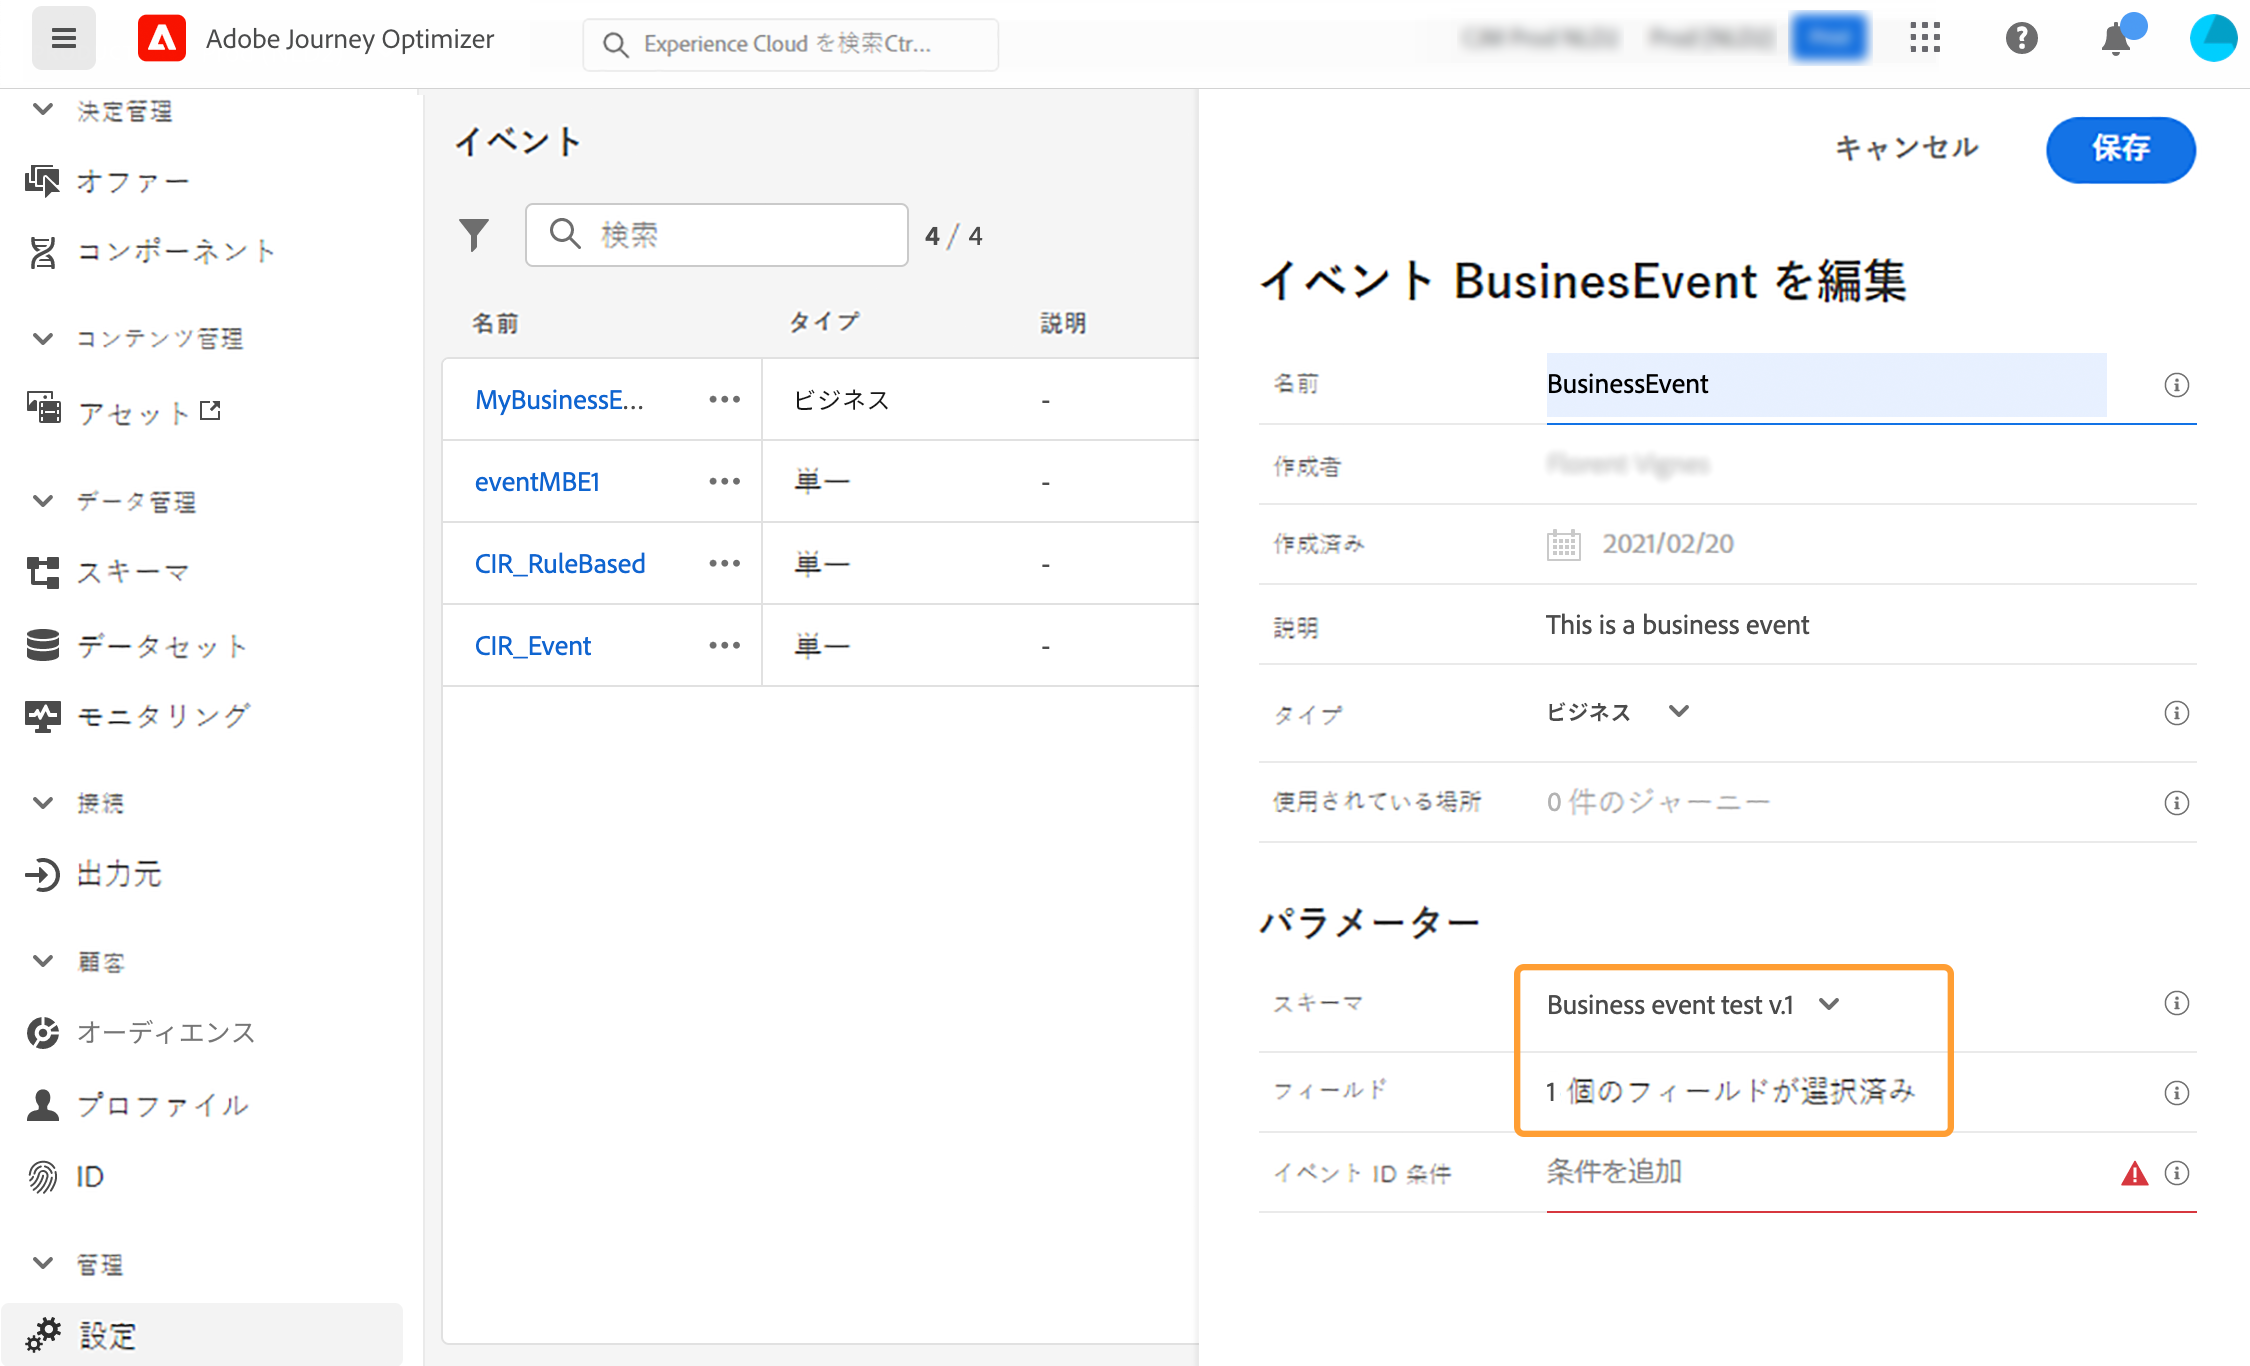 Adobe Journey Optimizer
Experience Cloud を検索Ctr...
決定管理
オファー
コンポーネント
コンテンツ管理
アセット
データ管理
スキーマ
データセット
モニタリング
接続
出力元
顧客
オーディエンス
プロファイル
ID
管理
設定
イベント
検索
4 / 4
名前 タイプ 説明
MyBusinessE... ビジネス -
eventMBE1 単一 -
CIR_RuleBased 単一 -
CIR_Event 単一 -
キャンセル
保存
イベント BusinesEvent を編集
名前 BusinessEvent
作成者
作成済み 2021/02/20
説明 This is a business event
タイプ ビジネス
使用されている場所 0 件のジャーニー
パラメーター
スキーマ Business event test v.1
フィールド 1 個のフィールドが選択済み
イベント ID 条件 条件を追加